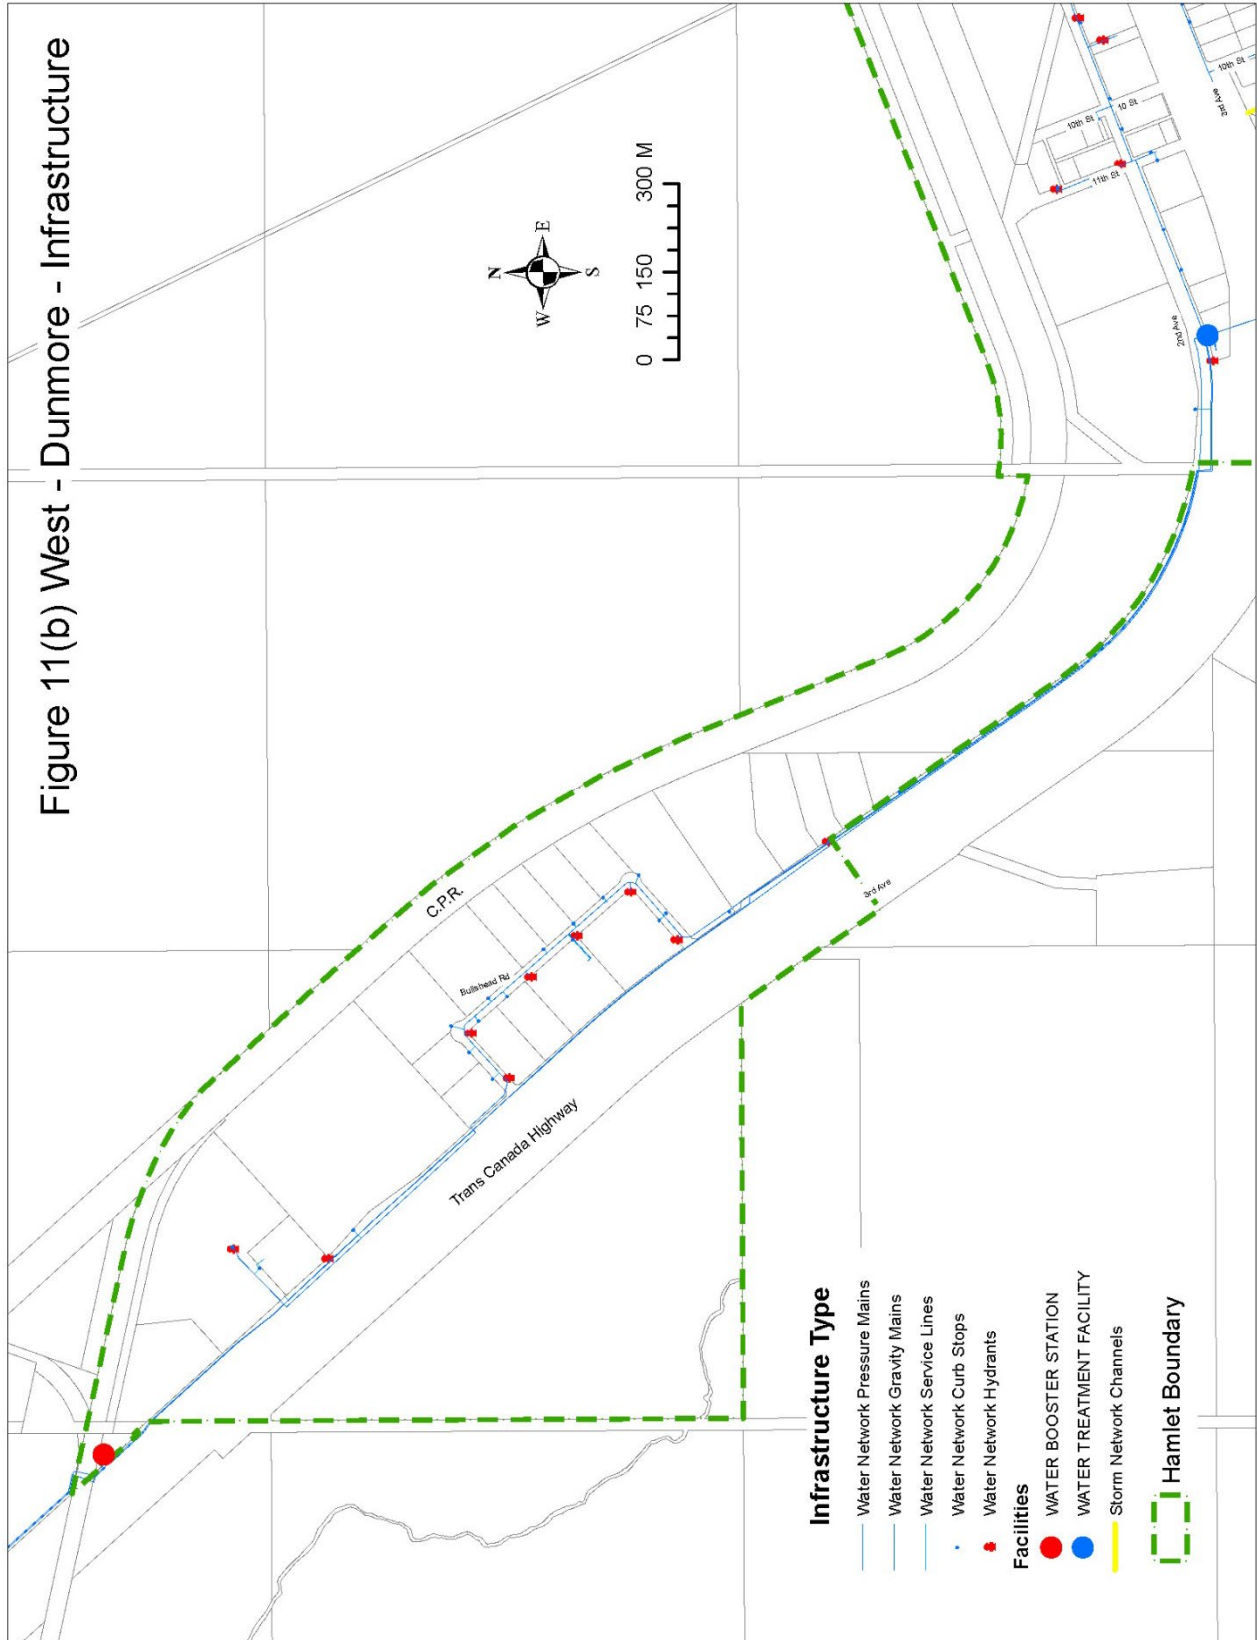 Figure 11(b) West - Dunmore - Infrastructure
N
W
E
S
0 75 150 300 M
C.P.R.
Bullshead Rd
Trans Canada Highway
3rd Ave
2nd Ave
11th St
10th St
10 St
3rd Ave
10th St
Infrastructure Type
Water Network Pressure Mains
Water Network Gravity Mains
Water Network Service Lines
Water Network Curb Stops
Water Network Hydrants
Facilities
WATER BOOSTER STATION
WATER TREATMENT FACILITY
Storm Network Channels
Hamlet Boundary